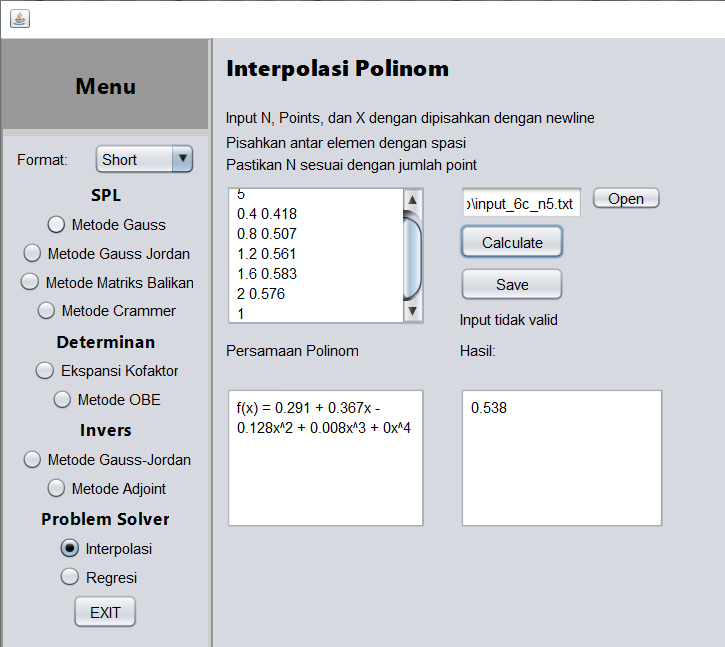 Menu
Format:
Short
SPL
Metode Gauss
Metode Gauss Jordan
Metode Matriks Balikan
Metode Crammer
Determinan
Ekspansi Kofaktor
Metode OBE
Invers
Metode Gauss-Jordan
Metode Adjoint
Problem Solver
Interpolasi
Regresi
EXIT
Interpolasi Polinom
Input N, Points, dan X dengan dipisahkan dengan newline
Pisahkan antar elemen dengan spasi
Pastikan N sesuai dengan jumlah point
5
0.4 0.418
0.8 0.507
1.2 0.561
1.6 0.583
2 0.576
1
\input_6c_n5.txt
Open
Calculate
Save
Input tidak valid
Persamaan Polinom
f(x) = 0.291 + 0.367x -
0.128x^2 + 0.008x^3 + 0x^4
Hasil:
0.538